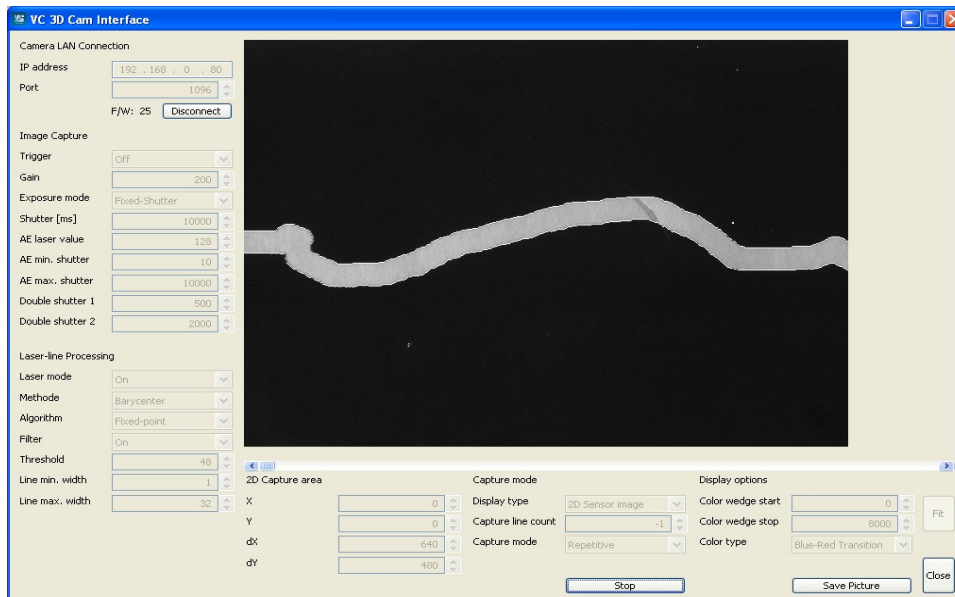 VC 3D Cam Interface
Camera LAN Connection
IP address 192 . 168 . 0 . 80
Port 1096
F/W: 25 Disconnect
Image Capture
Trigger Off
Gain 200
Exposure mode Fixed-Shutter
Shutter [ms] 10000
AE laser value 128
AE min. shutter 10
AE max. shutter 10000
Double shutter 1 500
Double shutter 2 2000
Laser-line Processing
Laser mode On
Methode Barycenter
Algorithm Fixed-point
Filter On
Threshold 48
Line min. width 1
Line max. width 32
2D Capture area
X 0
Y 0
dX 640
dY 480
Capture mode
Display type 2D Sensor image
Capture line count -1
Capture mode Repetitive
Stop
Display options
Color wedge start 0
Color wedge stop 8000
Color type Blue-Red Transition
Save Picture
Fit
Close